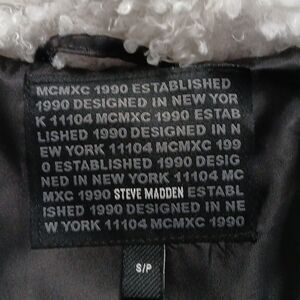 MCMXC 1990 ESTABLISHED
1990 DESIGNED IN NEW YOR
K 11104 MCMXC 1990 ESTAB
LISHED 1990 DESIGNED IN N
EW YORK 11104 MCMXC 199
0 ESTABLISHED 1990 DESIG
NED IN NEW YORK 11104 MC
MXC 1990 STEVE MADDEN ESTABL
ISHED 1990 DESIGNED IN NE
W YORK 11104 MCMXC 1990
S/P